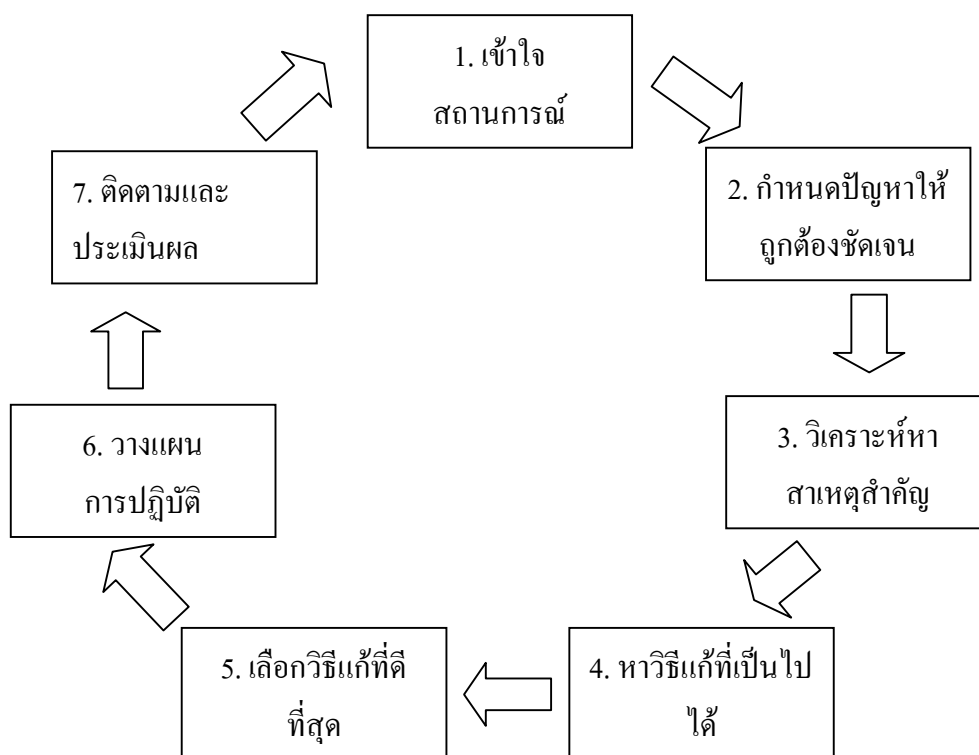 1. เข้าใจ
สถานการณ์
2. กำหนดปัญหาให้
ถูกต้องชัดเจน
3. วิเคราะห์หา
สาเหตุสำคัญ
4. หาวิธีแก้ที่เป็นไป
ได้
5. เลือกวิธีแก้ที่ดี
ที่สุด
6. วางแผน
การปฏิบัติ
7. ติดตามและ
ประเมินผล